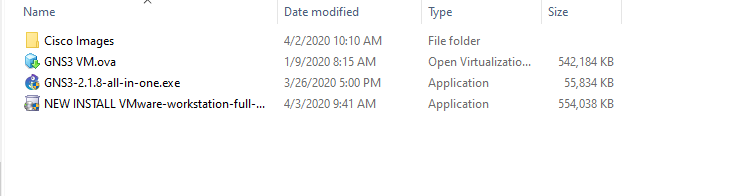 Name Date modified Type Size
Cisco Images 4/2/2020 10:10 AM File folder
GNS3 VM.ova 1/9/2020 8:15 AM Open Virtualizatio... 542,184 KB
GNS3-2.1.8-all-in-one.exe 3/26/2020 5:00 PM Application 55,834 KB
NEW INSTALL VMware-workstation-full-... 4/3/2020 9:41 AM Application 554,038 KB